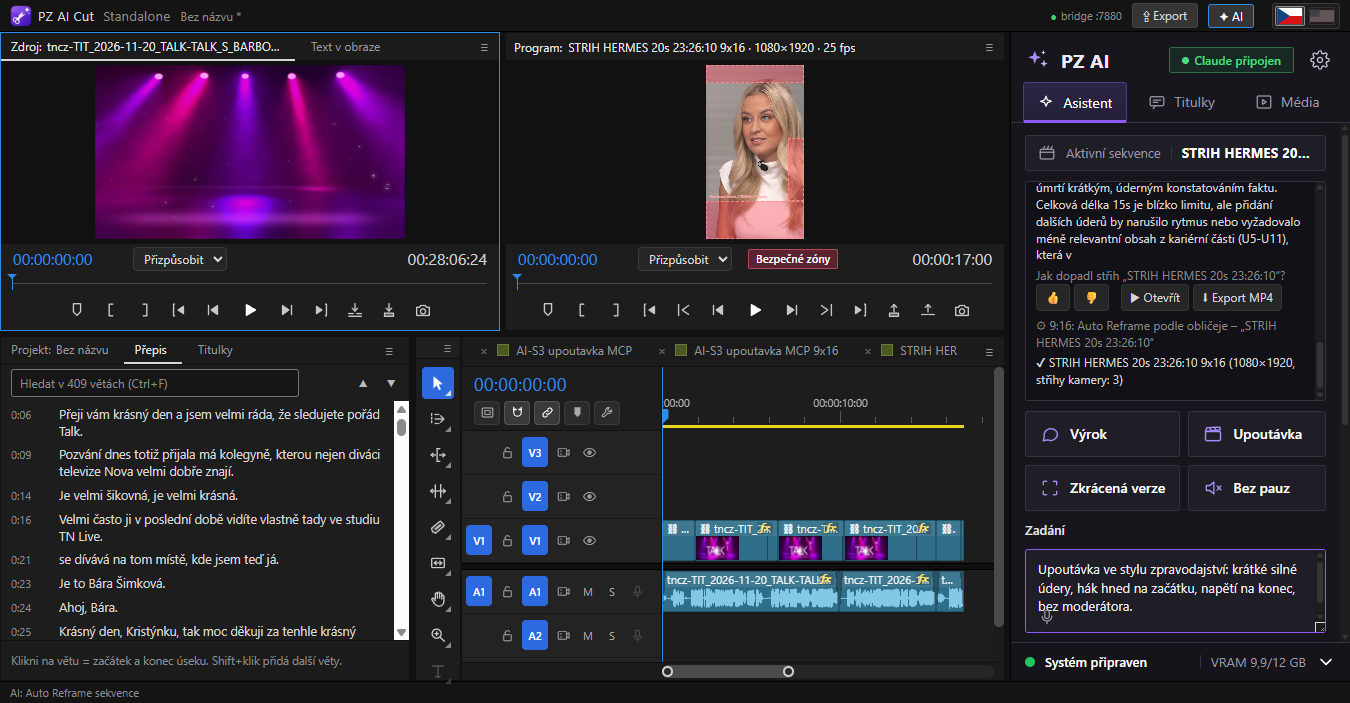 PZ AI Cut Standalone Bez názvu *
● bridge :7880
Export
AI
Zdroj: tncz-TIT_2026-11-20_TALK-TALK_S_BARBO...
Text v obraze
00:00:00:00
Přizpůsobit
00:28:06:24
Program: STRIH HERMES 20s 23:26:10 9x16 · 1080×1920 · 25 fps
00:00:00:00
Přizpůsobit
Bezpečné zóny
00:00:17:00
Projekt: Bez názvu
Přepis
Titulky
Hledat v 409 větách (Ctrl+F)
0:06 Přeji vám krásný den a jsem velmi ráda, že sledujete pořád
Talk.
0:09 Pozvání dnes totiž přijala má kolegyně, kterou nejen diváci
televize Nova velmi dobře znají.
0:14 Je velmi šikovná, je velmi krásná.
0:16 Velmi často ji v poslední době vidíte vlastně tady ve studiu
TN Live.
0:21 se dívává na tom místě, kde jsem teď já.
0:23 Je to Bára Šimková.
0:24 Ahoj, Bára.
0:25 Krásný den, Kristýnku, tak moc děkuji za tenhle krásný
Klikni na větu = začátek a konec úseku. Shift+klik přidá další věty.
AI: Auto Reframe sekvence
AI-S3 upoutavka MCP
AI-S3 upoutavka MCP 9x16
STRIH HER
00:00:00:00
:00:00
00:00:10:00
V3
V2
V1 V1
... tncz-TIT_2 fx tncz-T fx tncz-TIT_20 fx
TALK TALK TALK
A1 A1 M S
tncz-TIT_2026-11-20_TALK-TALK fx tncz-TIT_2026-1 fx t...
A2 M S
PZ AI
Claude připojen
Asistent
Titulky
Média
Aktivní sekvence
STRIH HERMES 20...
úmrtí krátkým, úderným konstatováním faktu.
Celková délka 15s je blízko limitu, ale přidání
dalších úderů by narušilo rytmus nebo vyžadovalo
méně relevantní obsah z kariérní části (U5-U11),
která v
Jak dopadl střih „STRIH HERMES 20s 23:26:10"?
Otevřít
Export MP4
9:16: Auto Reframe podle obličeje – „STRIH
HERMES 20s 23:26:10"
✓ STRIH HERMES 20s 23:26:10 9x16 (1080×1920,
střihy kamery: 3)
Výrok
Upoutávka
Zkrácená verze
Bez pauz
Zadání
Upoutávka ve stylu zpravodajství: krátké silné
údery, hák hned na začátku, napětí na konec,
bez moderátora.
Systém připraven
VRAM 9,9/12 GB